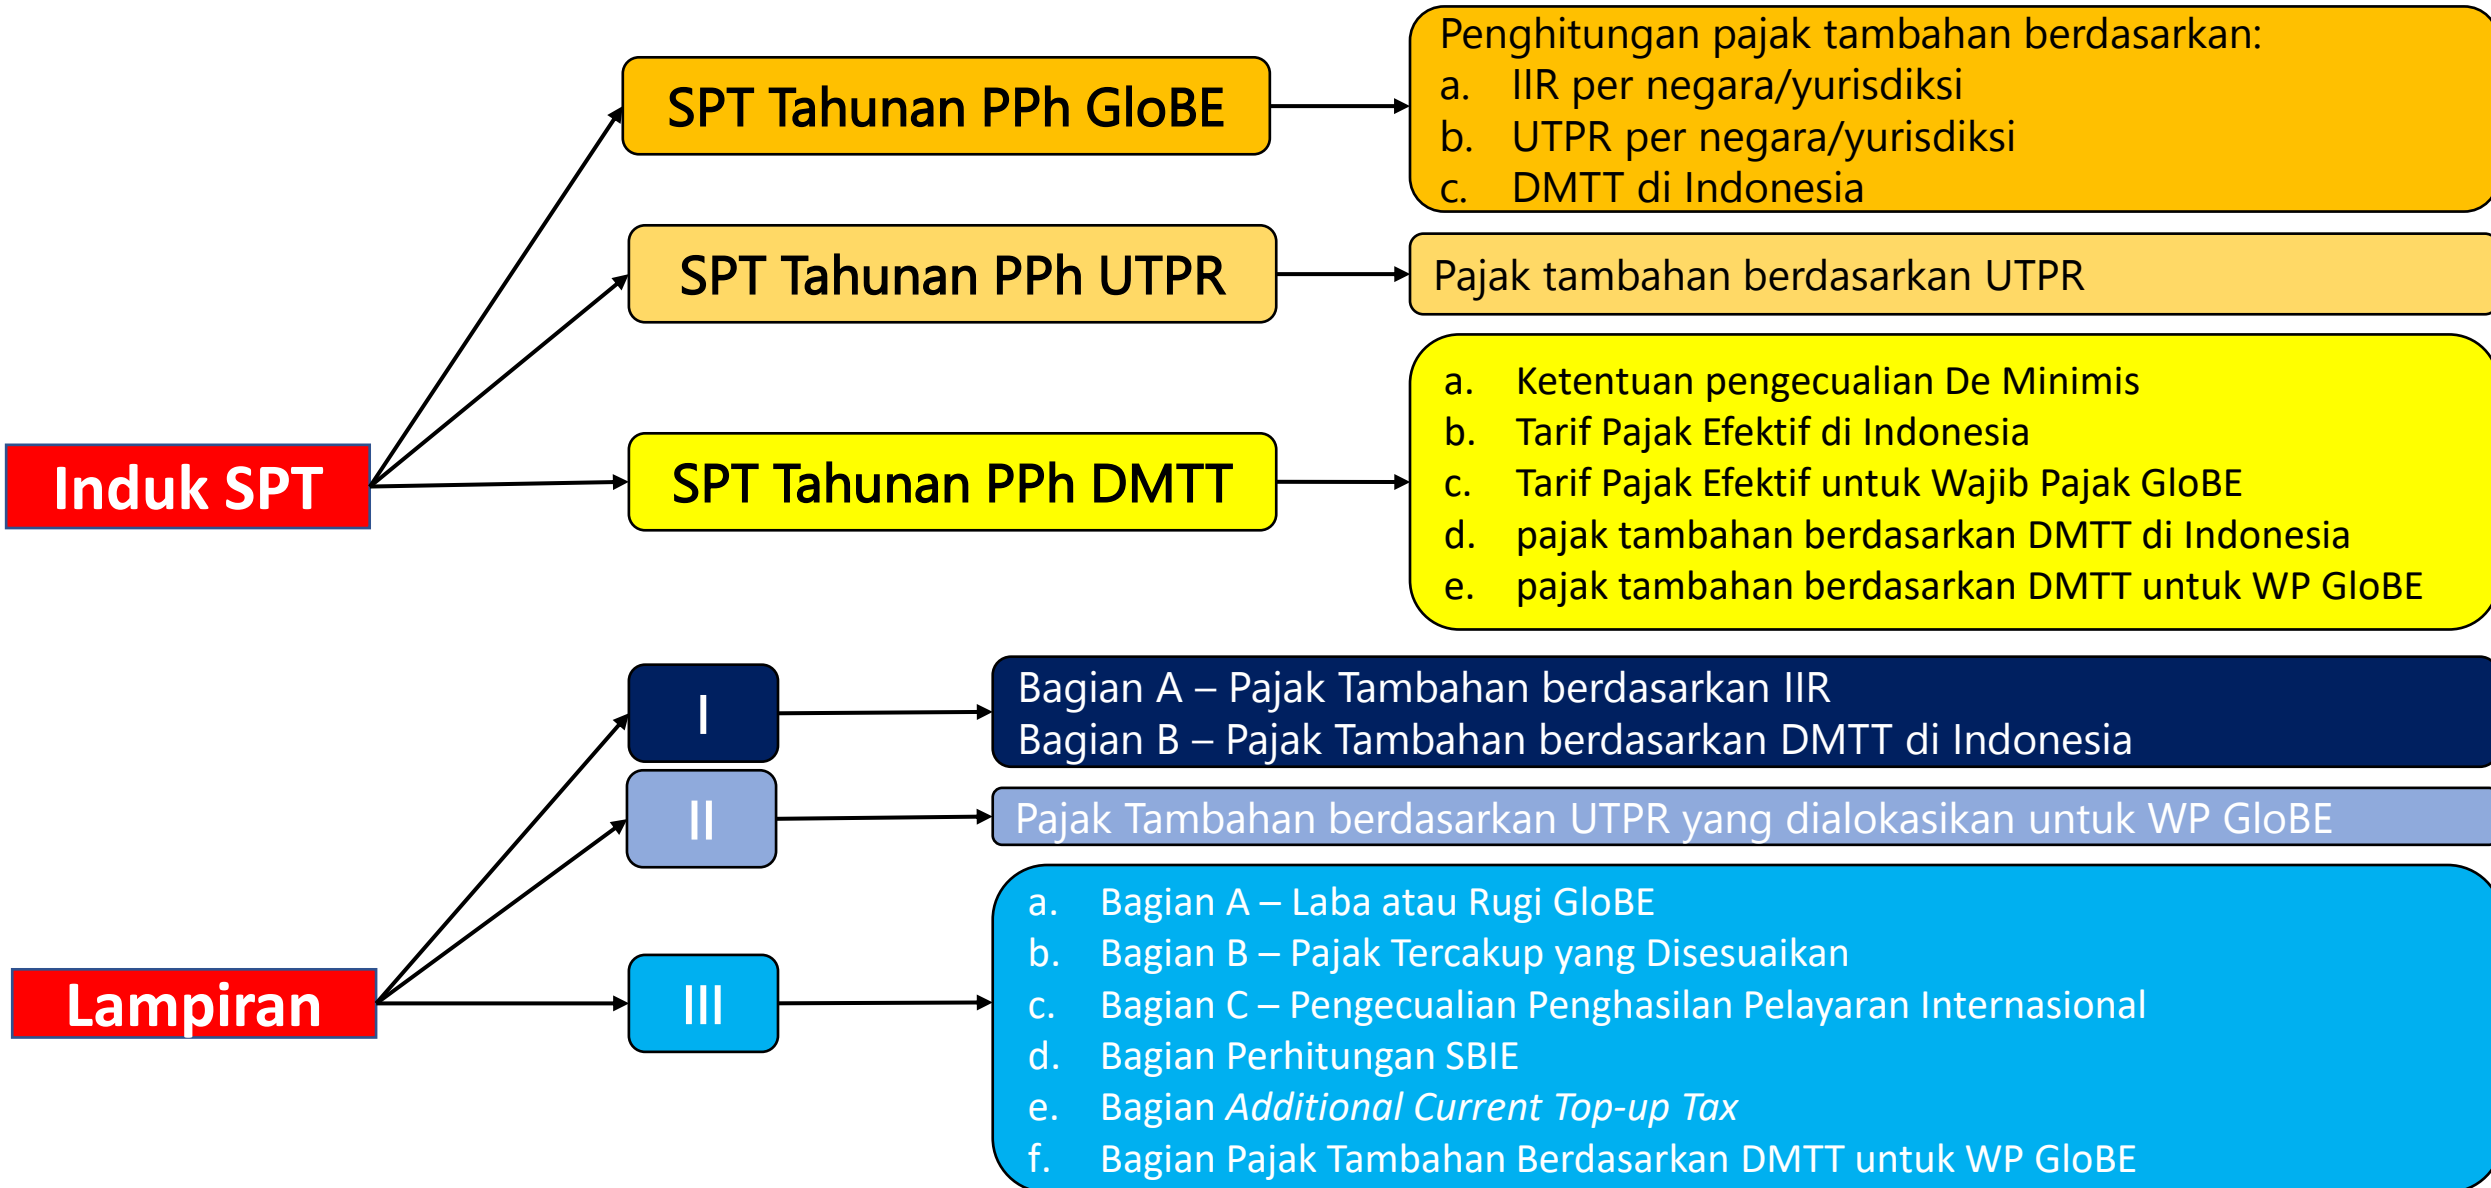 Induk SPT
SPT Tahunan PPh GloBE
Penghitungan pajak tambahan berdasarkan:
a. IIR per negara/yurisdiksi
b. UTPR per negara/yurisdiksi
c. DMTT di Indonesia
SPT Tahunan PPh UTPR
Pajak tambahan berdasarkan UTPR
SPT Tahunan PPh DMTT
a. Ketentuan pengecualian De Minimis
b. Tarif Pajak Efektif di Indonesia
c. Tarif Pajak Efektif untuk Wajib Pajak GloBE
d. pajak tambahan berdasarkan DMTT di Indonesia
e. pajak tambahan berdasarkan DMTT untuk WP GloBE
Lampiran
I
Bagian A – Pajak Tambahan berdasarkan IIR
Bagian B – Pajak Tambahan berdasarkan DMTT di Indonesia
II
Pajak Tambahan berdasarkan UTPR yang dialokasikan untuk WP GloBE
III
a. Bagian A – Laba atau Rugi GloBE
b. Bagian B – Pajak Tercakup yang Disesuaikan
c. Bagian C – Pengecualian Penghasilan Pelayaran Internasional
d. Bagian Perhitungan SBIE
e. Bagian Additional Current Top-up Tax
f. Bagian Pajak Tambahan Berdasarkan DMTT untuk WP GloBE